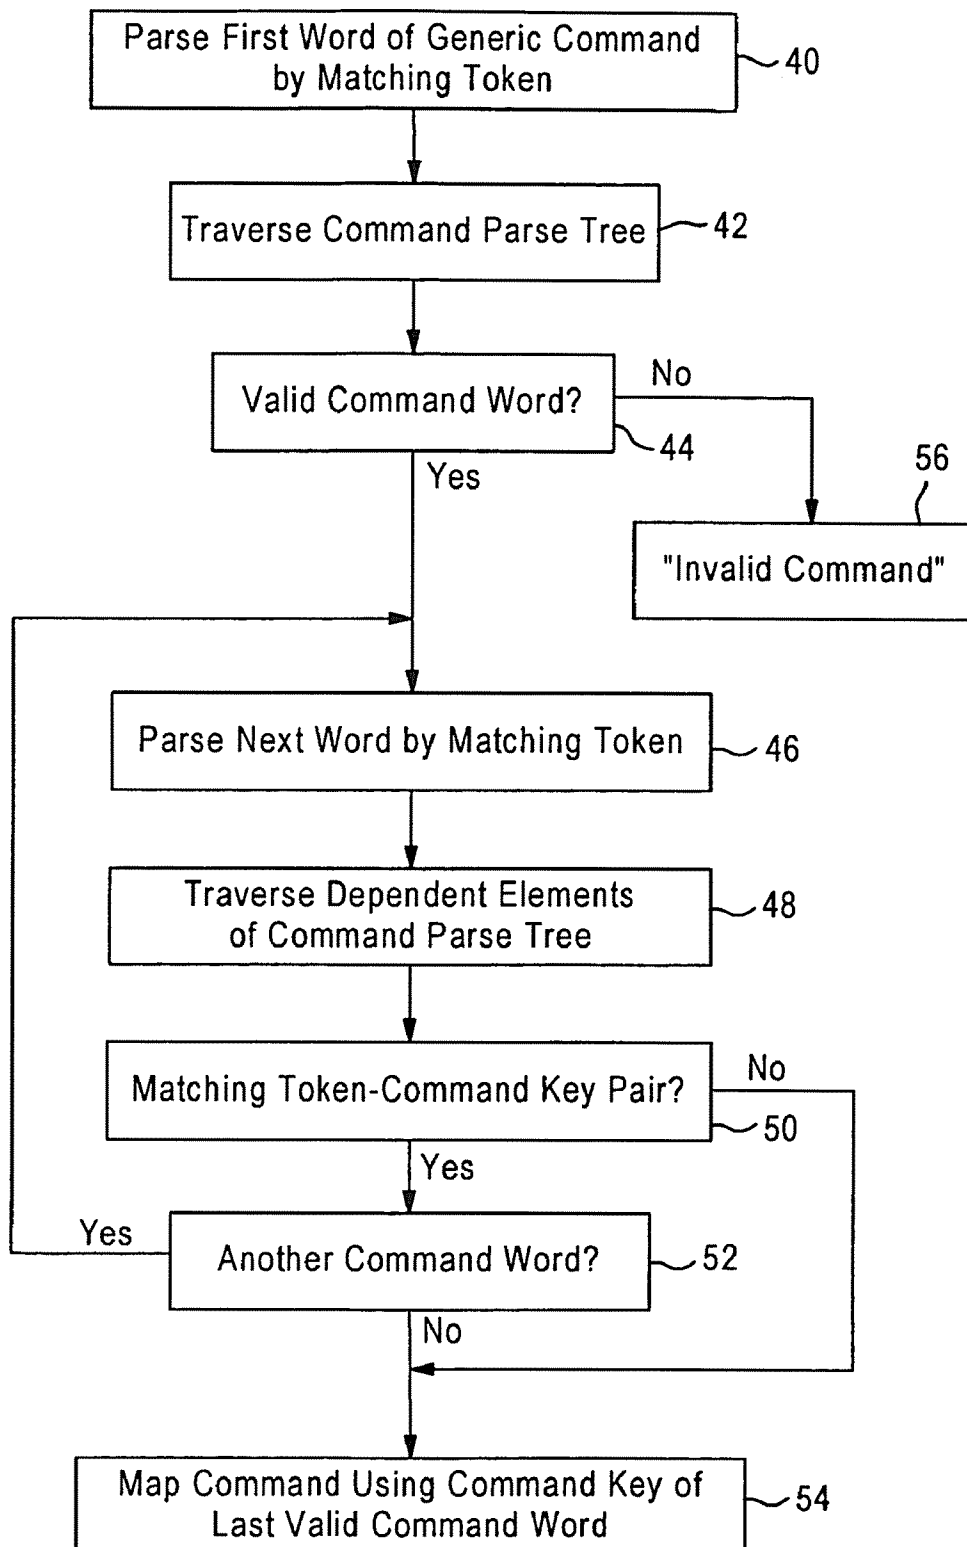 Parse First Word of Generic Command
by Matching Token
40
Traverse Command Parse Tree
42
Valid Command Word?
No
44
Yes
56
"Invalid Command"
Parse Next Word by Matching Token
46
Traverse Dependent Elements
of Command Parse Tree
48
Matching Token-Command Key Pair?
No
50
Yes
Yes
Another Command Word?
52
No
Map Command Using Command Key of
Last Valid Command Word
54